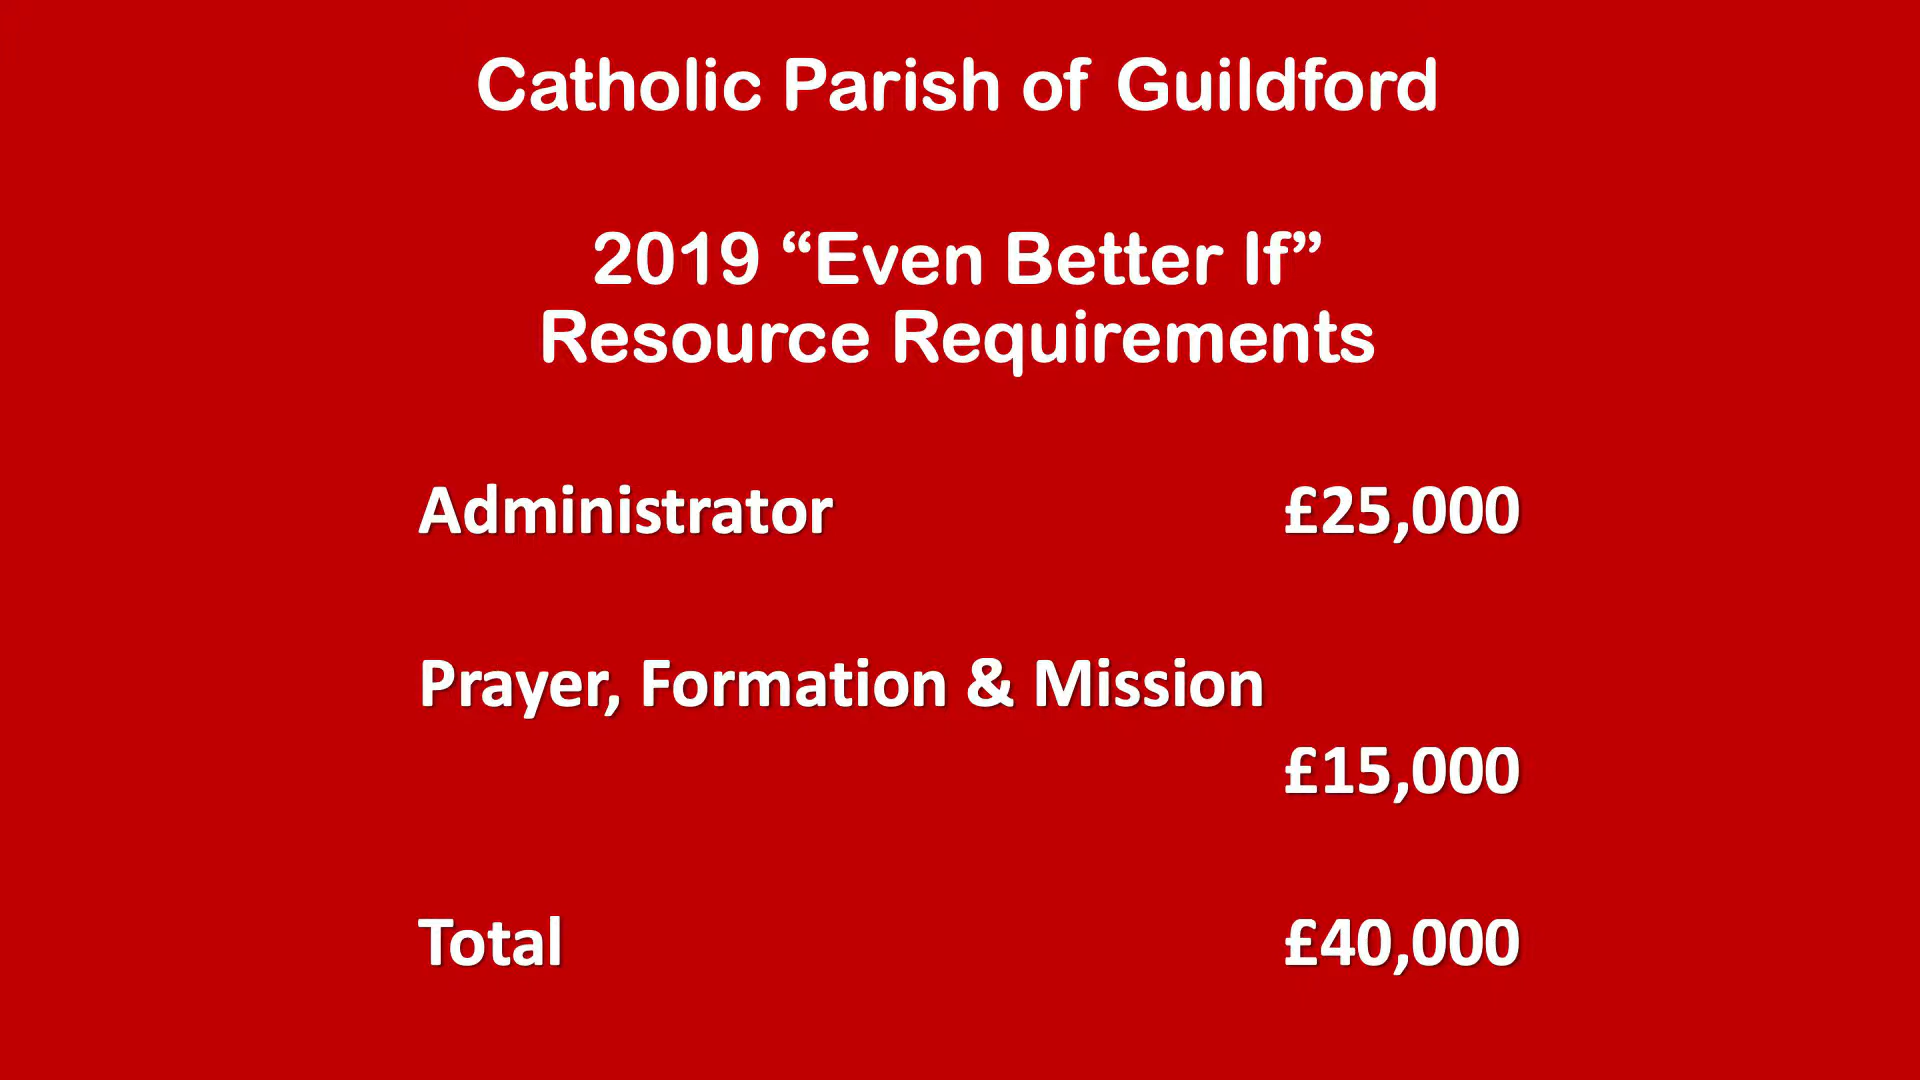 Catholic Parish of Guildford
2019 “Even Better If”
Resource Requirements
Administrator £25,000
Prayer, Formation & Mission
£15,000
Total £40,000